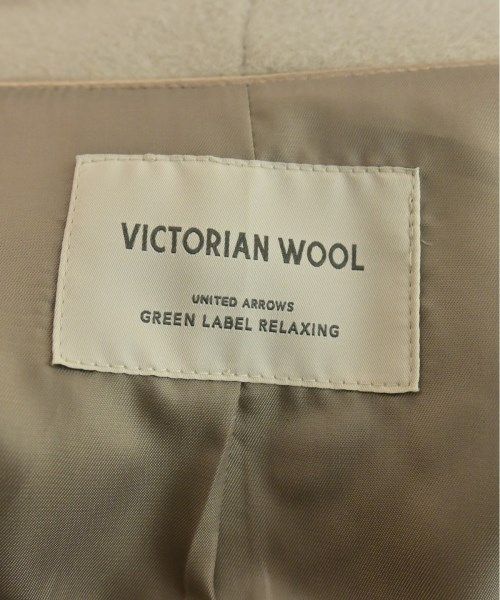 VICTORIAN WOOL
UNITED ARROWS
GREEN LABEL RELAXING